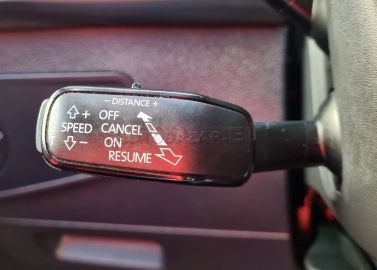 - DISTANCE +
+ OFF
SPEED CANCEL
- ON
RESUME